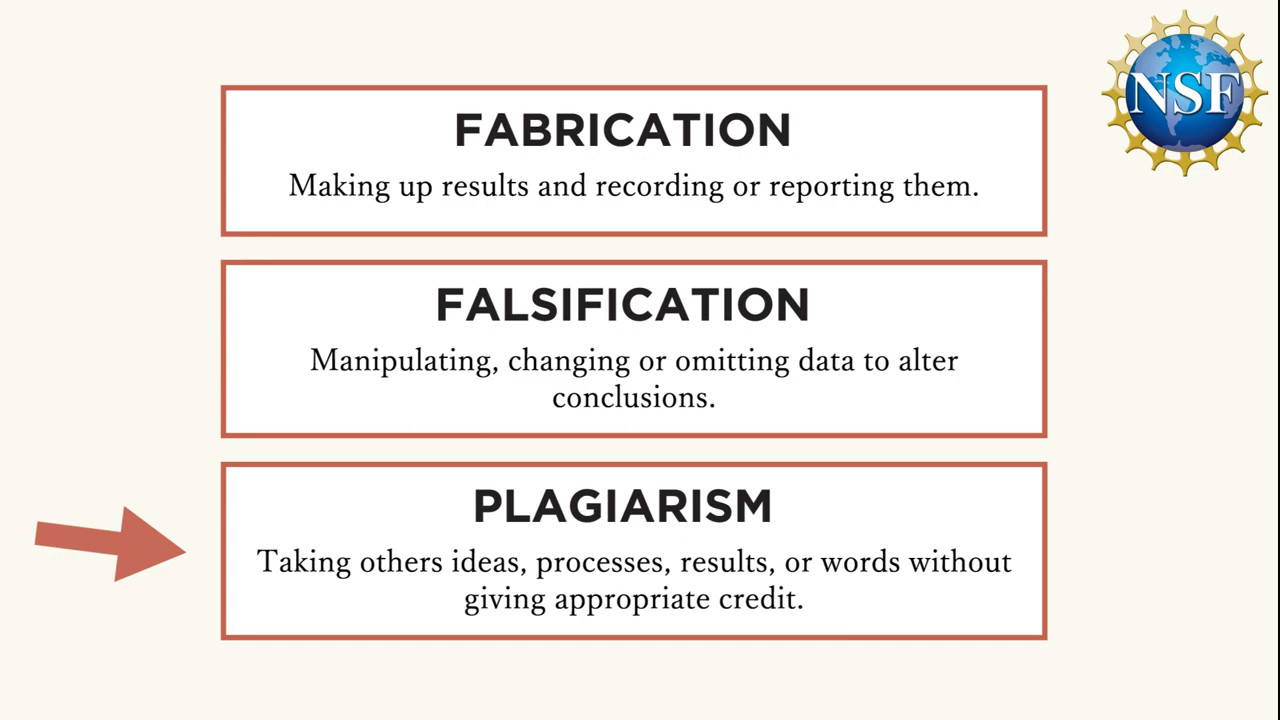 NSF
FABRICATION
Making up results and recording or reporting them.
FALSIFICATION
Manipulating, changing or omitting data to alter
conclusions.
PLAGIARISM
Taking others ideas, processes, results, or words without
giving appropriate credit.